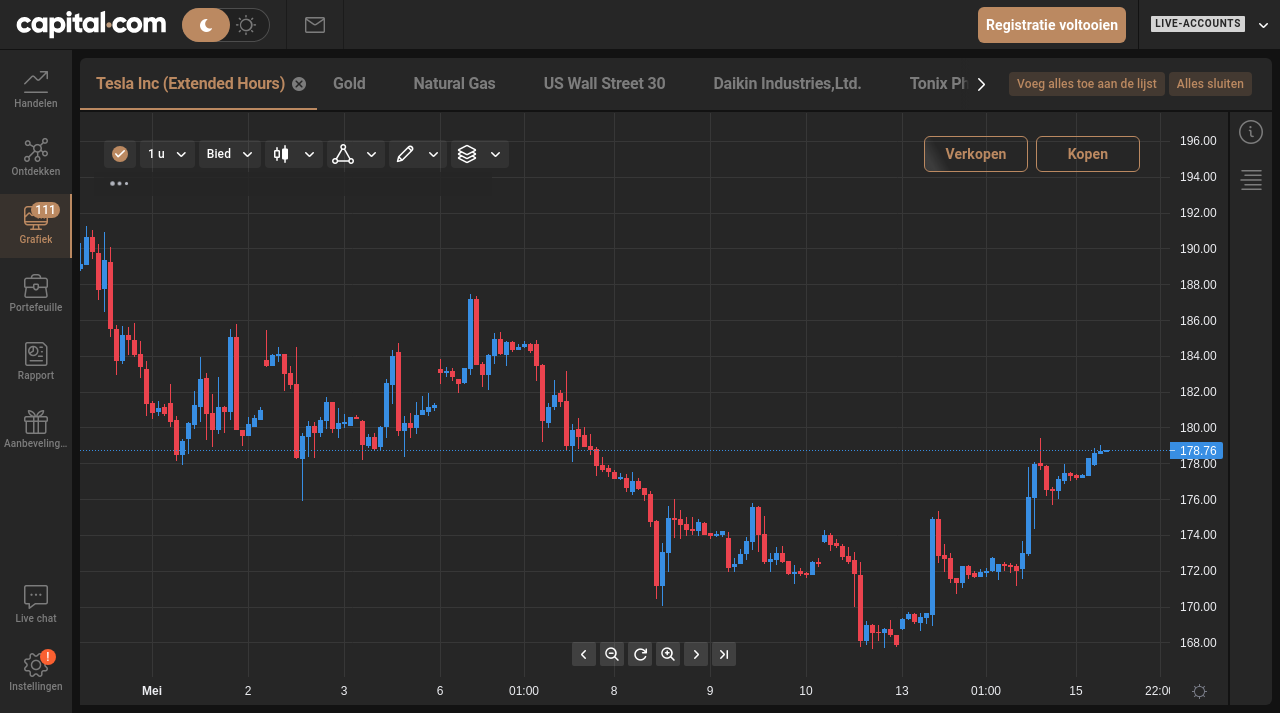 capital.com
Registratie voltooien
LIVE-ACCOUNTS
Handelen
Ontdekken
111
Grafiek
Portefeuille
Rapport
Aanbeveling...
Live chat
!
Instellingen
Tesla Inc (Extended Hours)
Gold
Natural Gas
US Wall Street 30
Daikin Industries,Ltd.
Tonix Ph
Voeg alles toe aan de lijst
Alles sluiten
1 u
Bied
Verkopen
Kopen
196.00
194.00
192.00
190.00
188.00
186.00
184.00
182.00
180.00
178.76
178.00
176.00
174.00
172.00
170.00
168.00
Mei
2
3
6
01:00
8
9
10
13
01:00
15
22:00